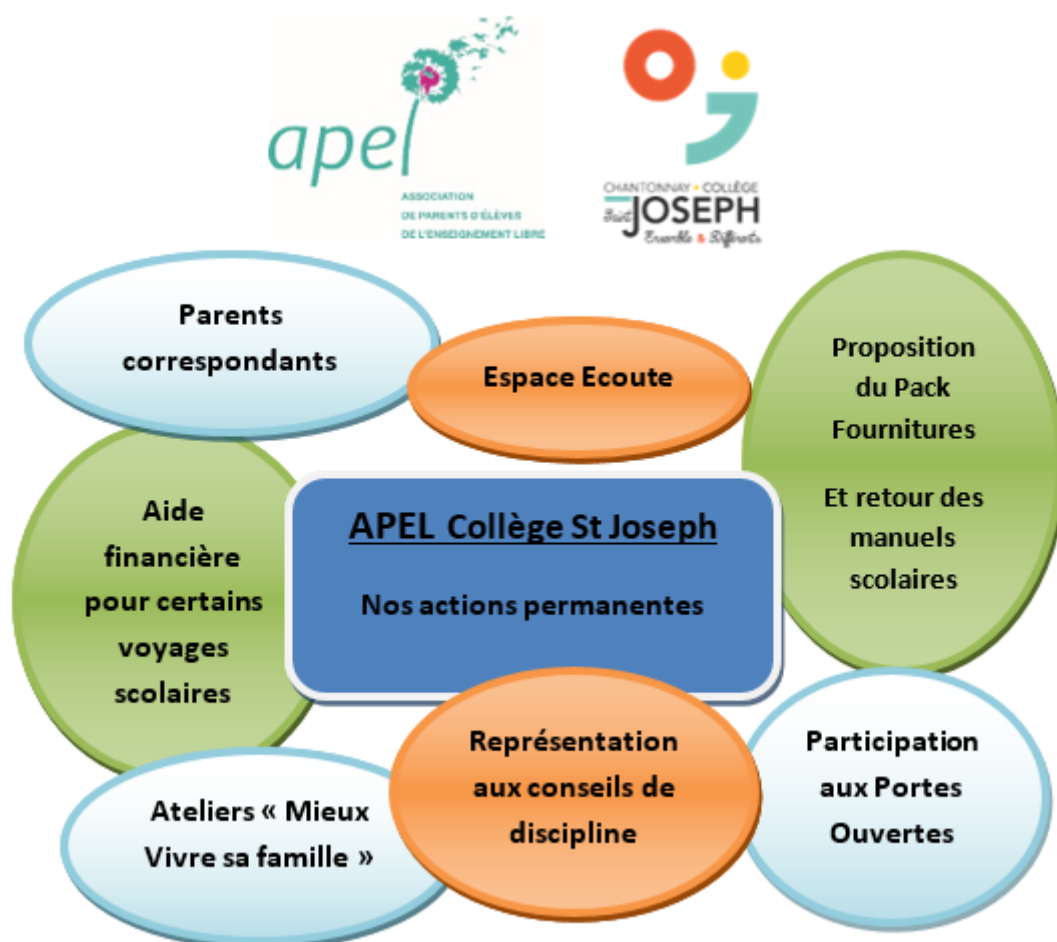 apel
ASSOCIATION
DE PARENTS D'ÉLÈVES
DE L'ENSEIGNEMENT LIBRE
CHANTONNAY • COLLÈGE
Saint JOSEPH
Ensemble & Différents
Parents
correspondants
Espace Ecoute
Proposition
du Pack
Fournitures
Et retour des
manuels
scolaires
Aide
financière
pour certains
voyages
scolaires
APEL Collège St Joseph
Nos actions permanentes
Ateliers « Mieux
Vivre sa famille »
Représentation
aux conseils de
discipline
Participation
aux Portes
Ouvertes